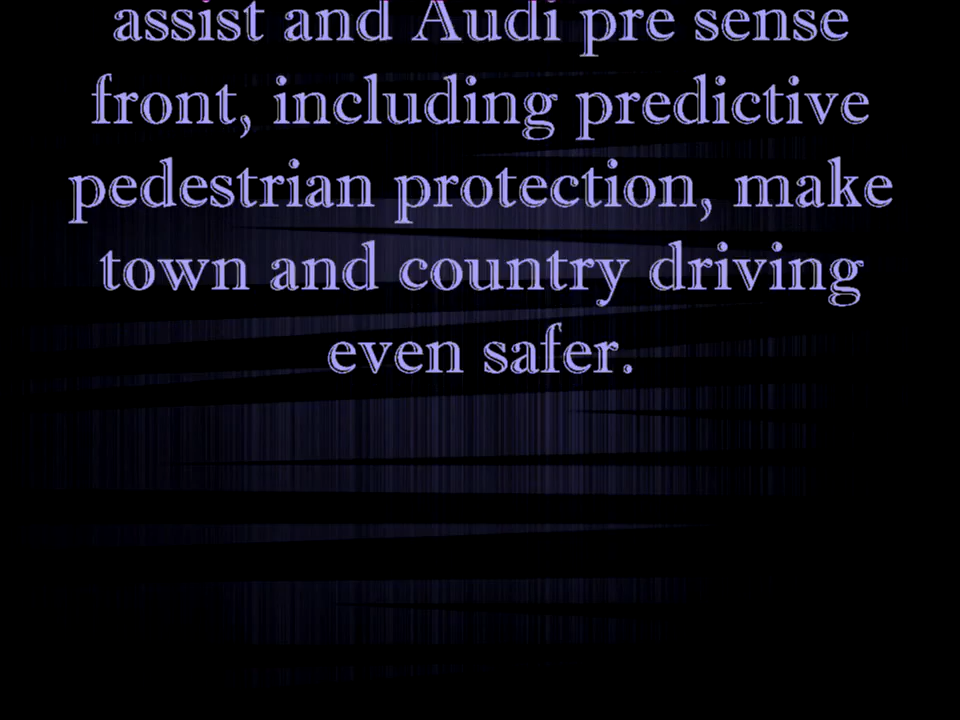 assist and Audi pre sense
front, including predictive
pedestrian protection, make
town and country driving
even safer.